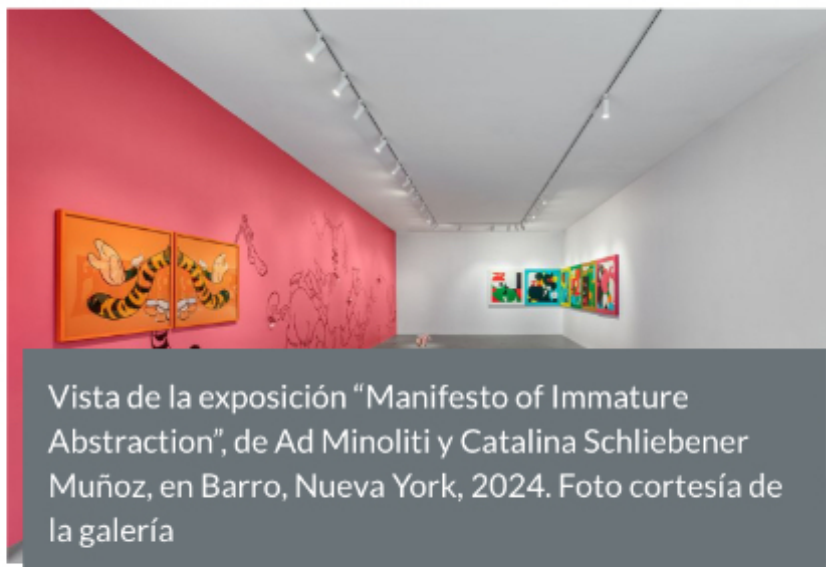 Vista de la exposición “Manifesto of Immature
Abstraction”, de Ad Minoliti y Catalina Schliebener
Muñoz, en Barro, Nueva York, 2024. Foto cortesía de
la galería